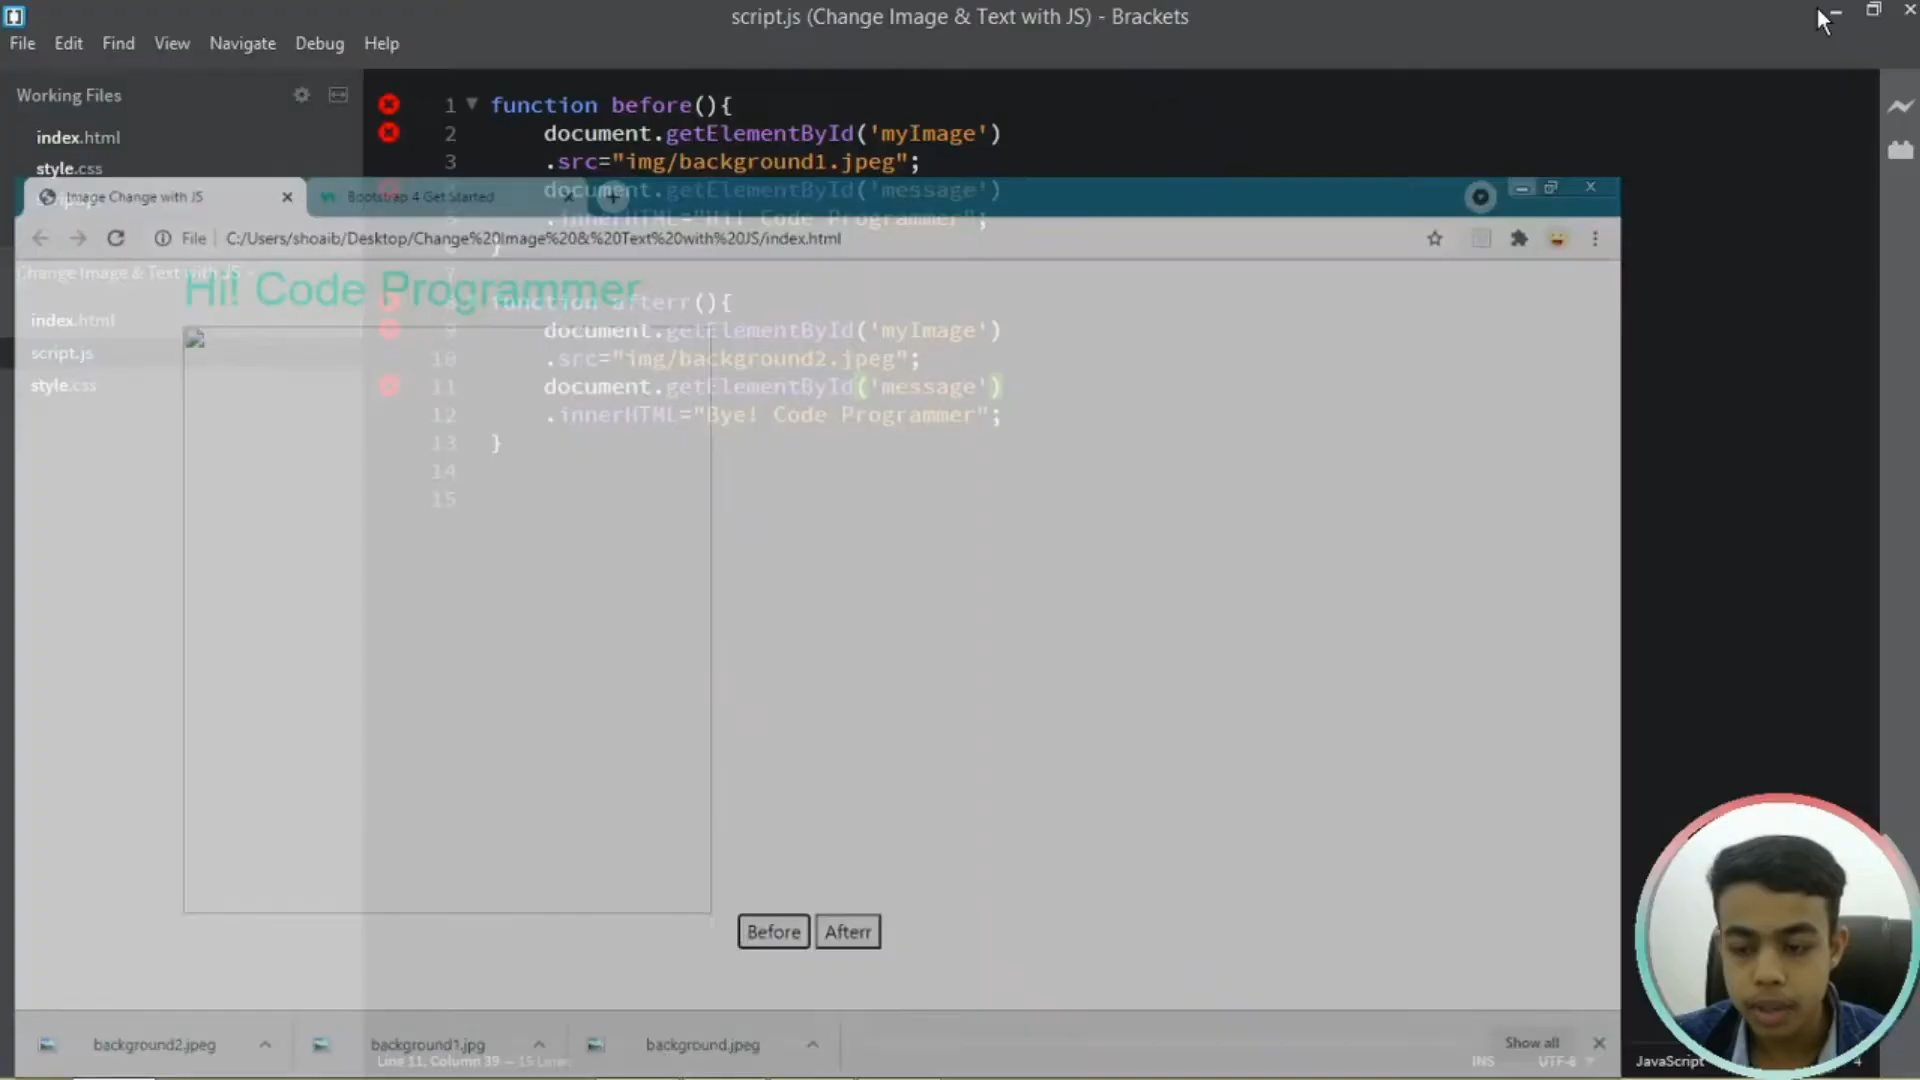 script.js (Change Image & Text with JS) - Brackets
File Edit Find View Navigate Debug Help
Working Files
index.html
style.css
1 function before(){
2 document.getElementById('myImage')
3 .src="img/background1.jpeg";
document.getElementById('message')
.innerHTML="Hi! Code Programmer";
}
7
function afterr(){
9 document.getElementById('myImage')
10 .src="img/background2.jpeg";
11 document.getElementById('message')
12 .innerHTML="Bye! Code Programmer";
13 }
14
15
Image Change with JS
Bootstrap 4 Get Started
File C:/Users/shoaib/Desktop/Change%20Image%20&%20Text%20with%20JS/index.html
Change Image & Text with JS
index.html
script.js
style.css
Hi! Code Programmer
Before Afterr
background2.jpeg
background1.jpg
background.jpeg
Show all
Line 11, Column 39 — 15 Lines
INS UTF-8 JavaScript 4